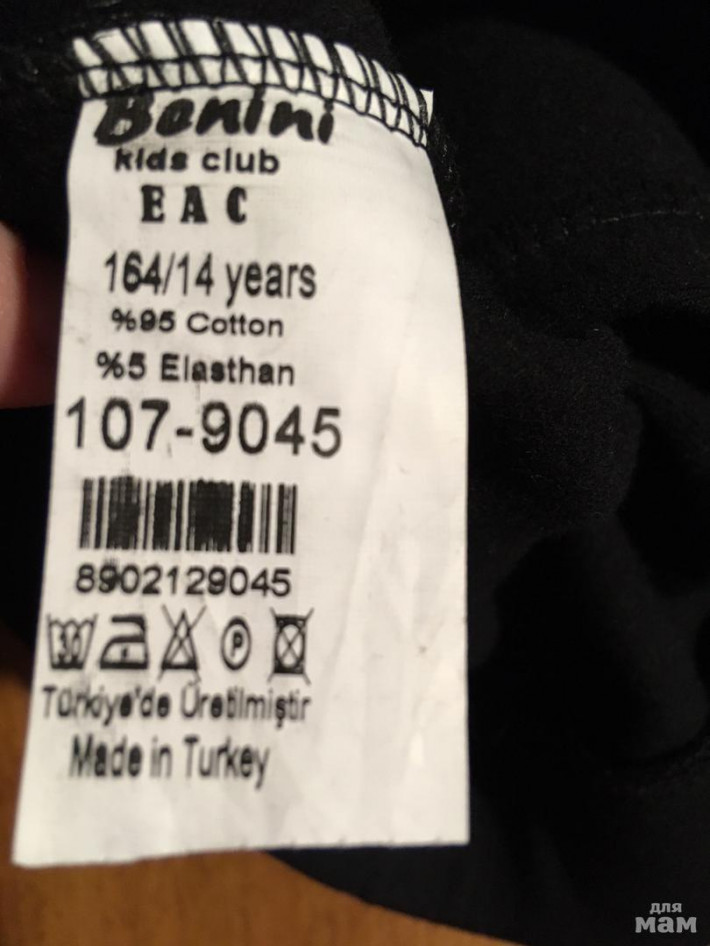 Benini
kids club
EAC
164/14 years
%95 Cotton
%5 Elasthan
107-9045
8902129045
30
P
Türkiye'de Üretilmiştir
Made in Turkey
для
мам